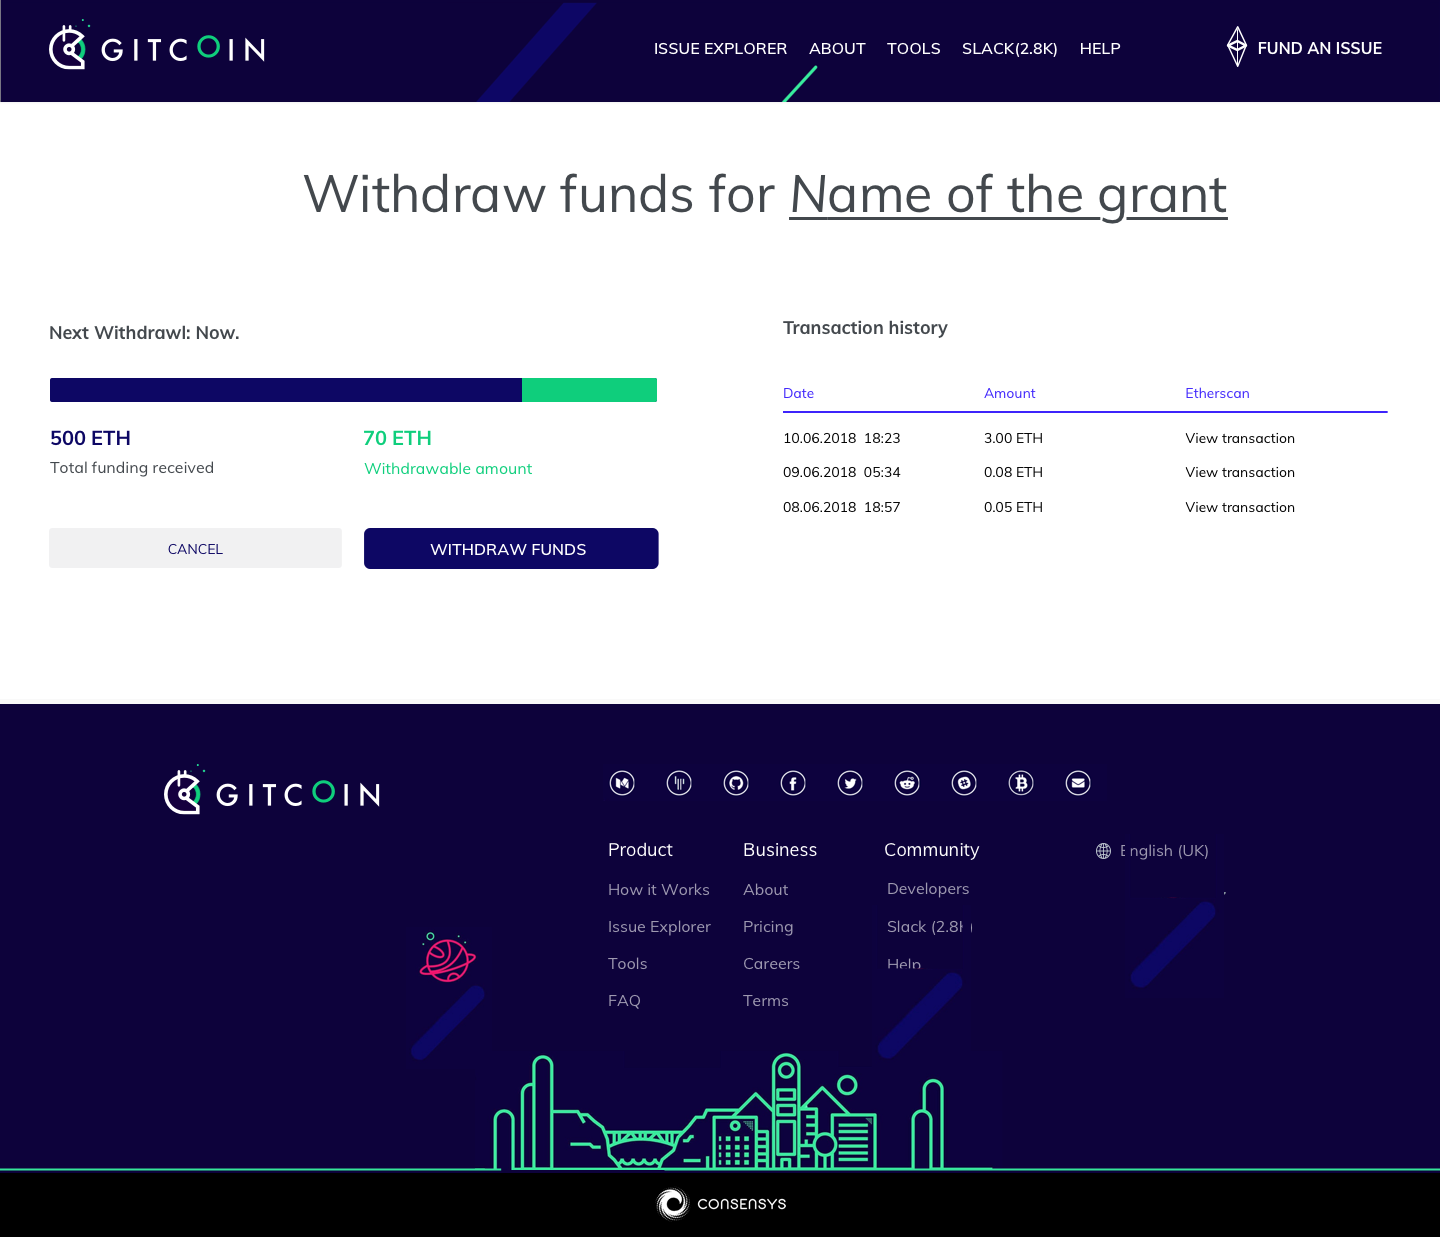 GITCOIN
ISSUE EXPLORER ABOUT TOOLS SLACK(2.8K) HELP
FUND AN ISSUE
Withdraw funds for Name of the grant
Next Withdrawl: Now.
500 ETH
Total funding received
70 ETH
Withdrawable amount
CANCEL
WITHDRAW FUNDS
Transaction history
Date Amount Etherscan
10.06.2018 18:23 3.00 ETH View transaction
09.06.2018 05:34 0.08 ETH View transaction
08.06.2018 18:57 0.05 ETH View transaction
GITCOIN
Product
How it Works
Issue Explorer
Tools
FAQ
Business
About
Pricing
Careers
Terms
Community
Developers
Slack (2.8K)
Help
English (UK)
CONSENSYS